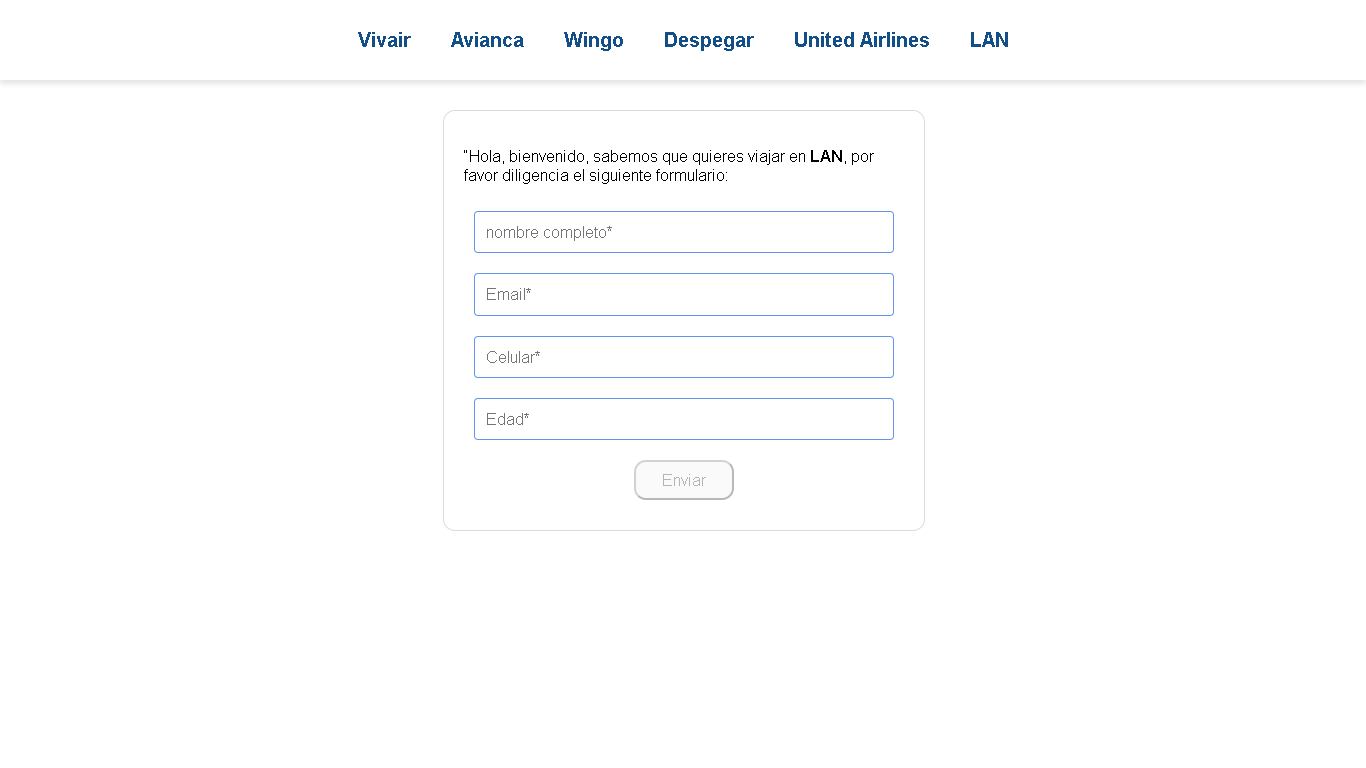 Vivair Avianca Wingo Despegar United Airlines LAN
"Hola, bienvenido, sabemos que quieres viajar en LAN, por
favor diligencia el siguiente formulario:
nombre completo*
Email*
Celular*
Edad*
Enviar